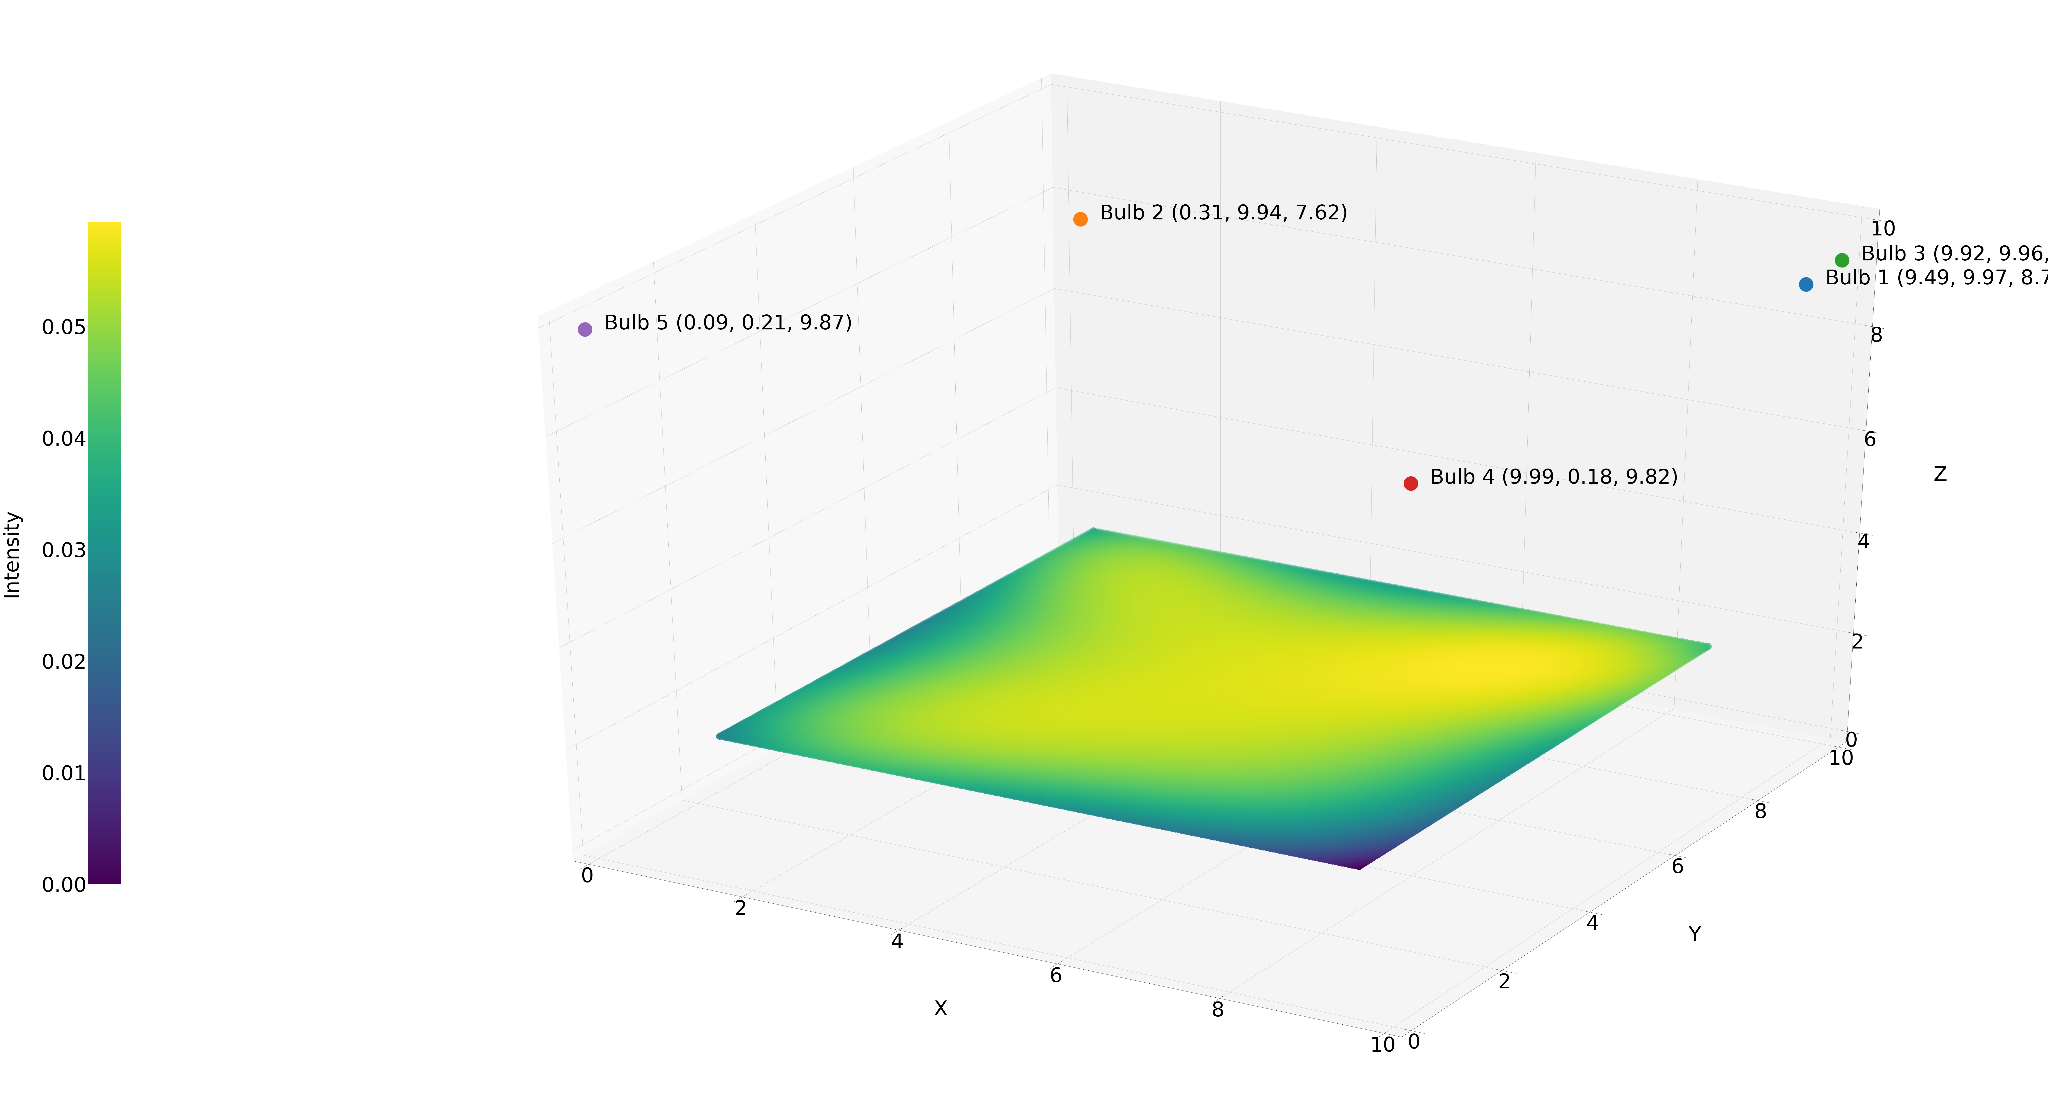 Bulb 2 (0.31, 9.94, 7.62)
10
Bulb 3 (9.92, 9.96,
Bulb 1 (9.49, 9.97, 8.7
Bulb 5 (0.09, 0.21, 9.87)
8
6
Bulb 4 (9.99, 0.18, 9.82)
Z
4
2
0
0.05
0.04
0.03
0.02
0.01
0.00
Intensity
0
2
4
6
8
10
X
0
2
4
6
8
10
Y